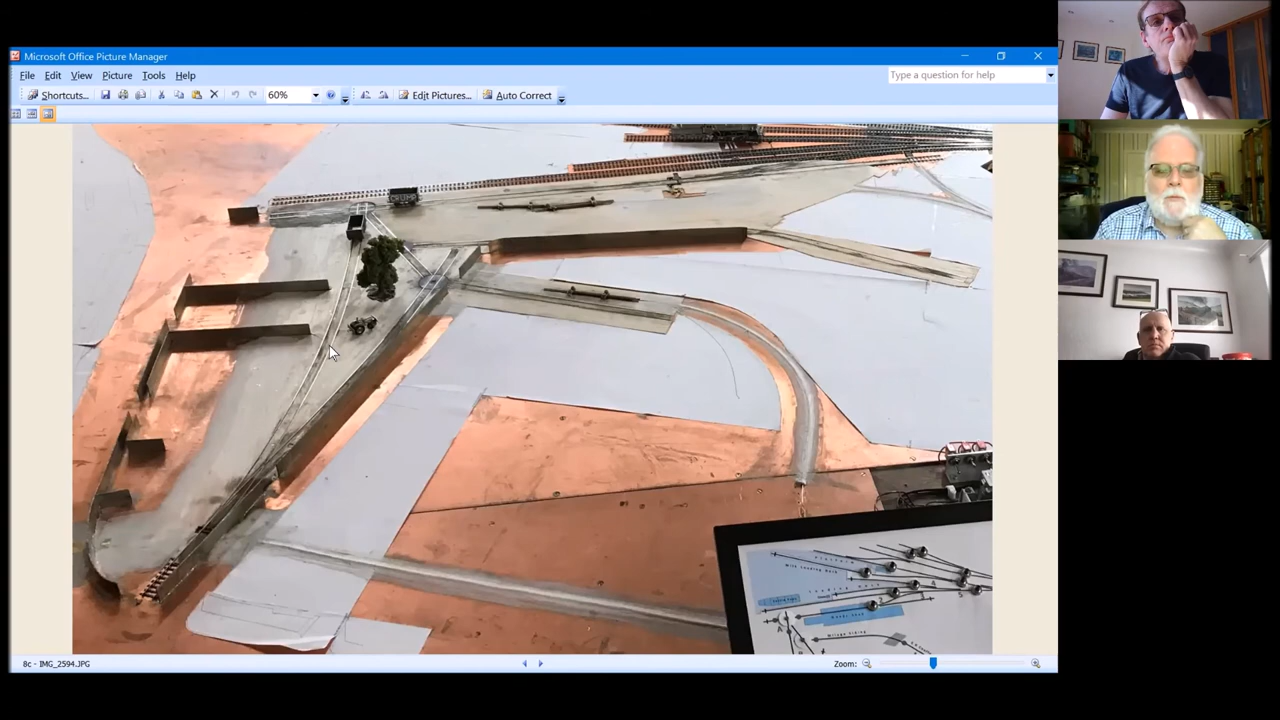 Microsoft Office Picture Manager
File Edit View Picture Tools Help
Type a question for help
Shortcuts... 60% Edit Pictures... Auto Correct
8c - IMG_2594.JPG
Zoom: